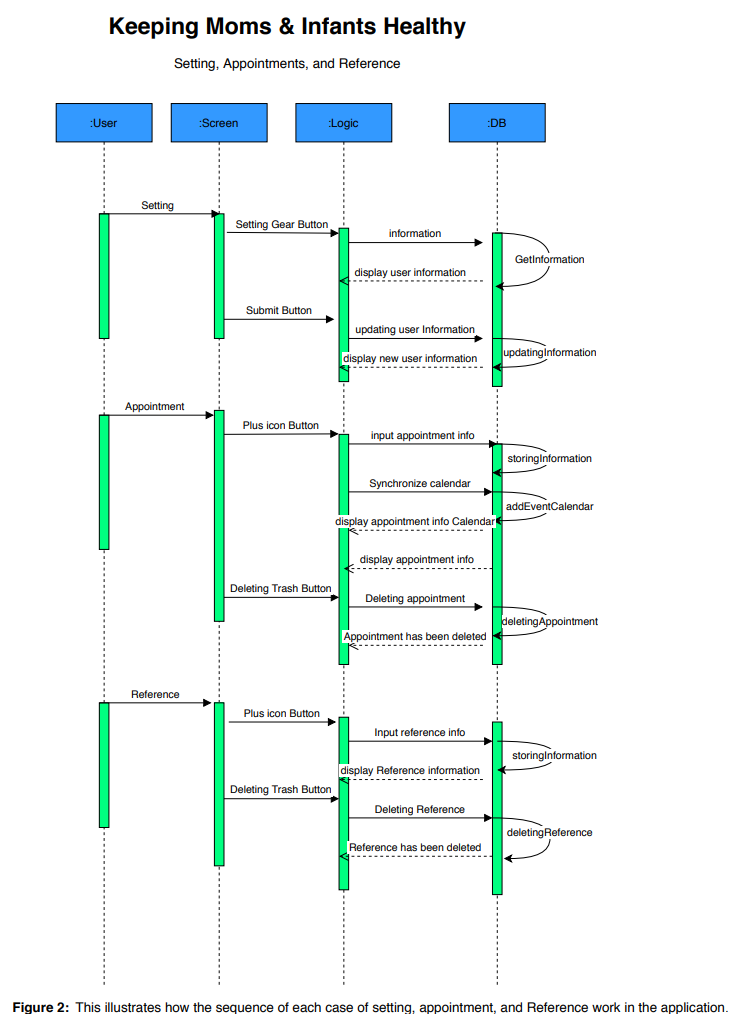 Keeping Moms & Infants Healthy
Setting, Appointments, and Reference
:User
:Screen
:Logic
:DB
Setting
Setting Gear Button
information
GetInformation
display user information
Submit Button
updating user Information
updatingInformation
display new user information
Appointment
Plus icon Button
input appointment info
storingInformation
Synchronize calendar
addEventCalendar
display appointment info Calendar
display appointment info
Deleting Trash Button
Deleting appointment
deletingAppointment
Appointment has been deleted
Reference
Plus icon Button
Input reference info
storingInformation
display Reference information
Deleting Trash Button
Deleting Reference
deletingReference
Reference has been deleted
Figure 2: This illustrates how the sequence of each case of setting, appointment, and Reference work in the application.